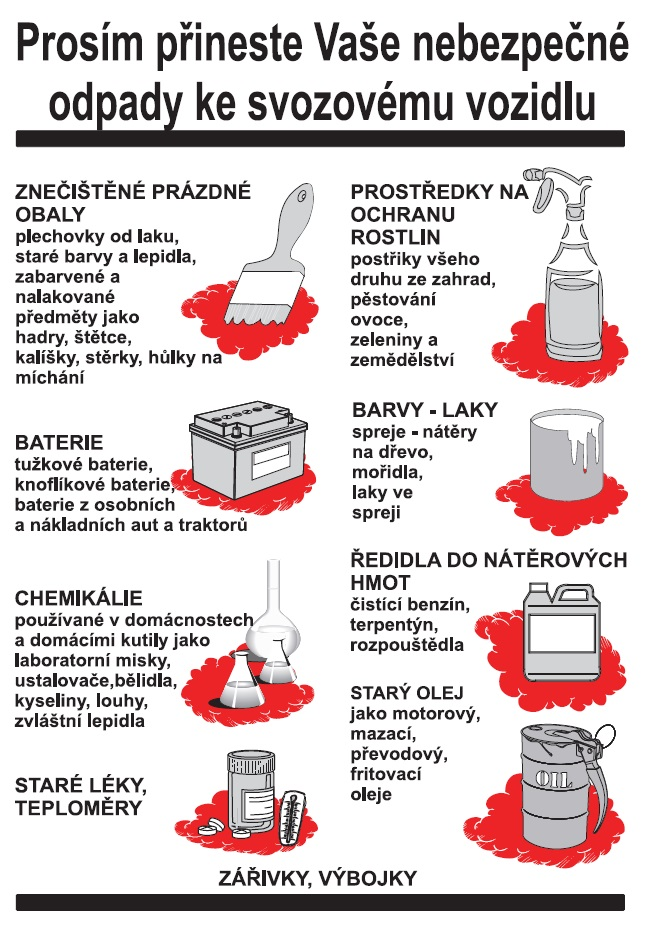 Prosím přineste Vaše nebezpečné
odpady ke svozovému vozidlu
ZNEČIŠTĚNÉ PRÁZDNÉ
OBALY
plechovky od laku,
staré barvy a lepidla,
zabarvené a
nalakované
předměty jako
hadry, štětce,
kalíšky, stěrky, hůlky na
míchání
BATERIE
tužkové baterie,
knoflíkové baterie,
baterie z osobních
a nákladních aut a traktorů
CHEMIKÁLIE
používané v domácnostech
a domácími kutily jako
laboratorní misky,
ustalovače,bělidla,
kyseliny, louhy,
zvláštní lepidla
STARÉ LÉKY,
TEPLOMĚRY
PROSTŘEDKY NA
OCHRANU
ROSTLIN
postřiky všeho
druhu ze zahrad,
pěstování
ovoce,
zeleniny a
zemědělství
BARVY - LAKY
spreje - nátěry
na dřevo,
mořidla,
laky ve
spreji
ŘEDIDLA DO NÁTĚROVÝCH
HMOT
čistící benzín,
terpentýn,
rozpouštědla
STARÝ OLEJ
jako motorový,
mazací,
převodový,
fritovací
oleje
OIL
ZÁŘIVKY, VÝBOJKY